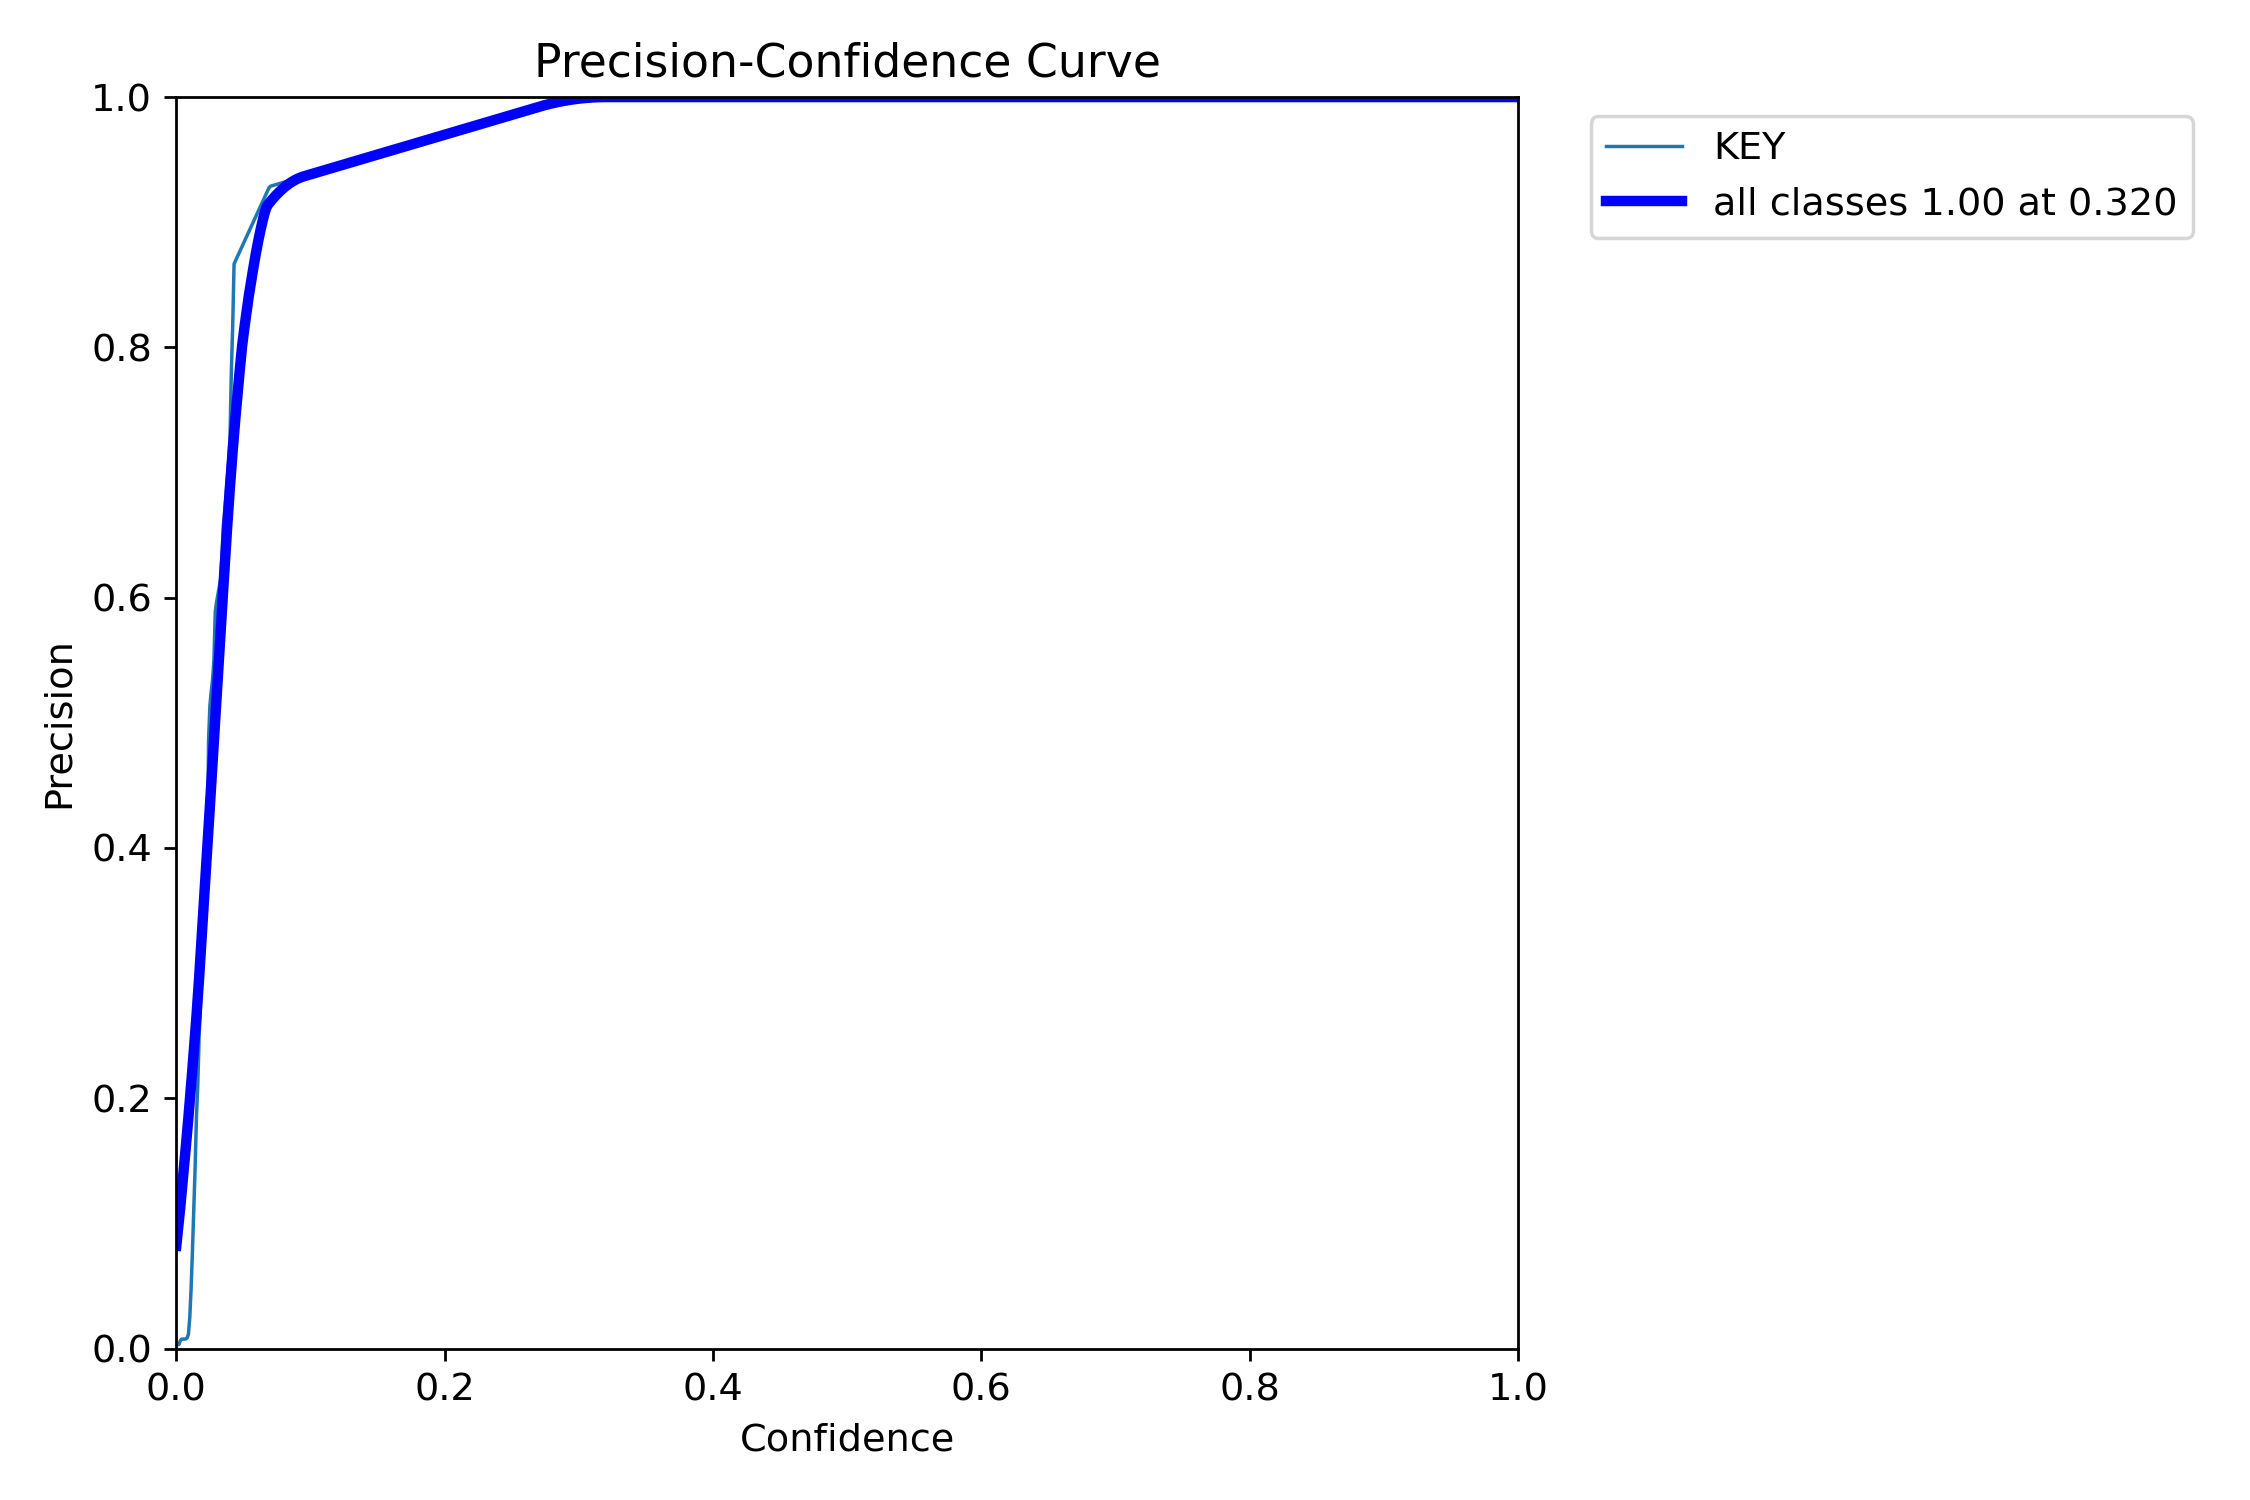 Precision-Confidence Curve
1.0
0.8
0.6
0.4
0.2
0.0
Precision
0.0 0.2 0.4 0.6 0.8 1.0
Confidence
KEY
all classes 1.00 at 0.320